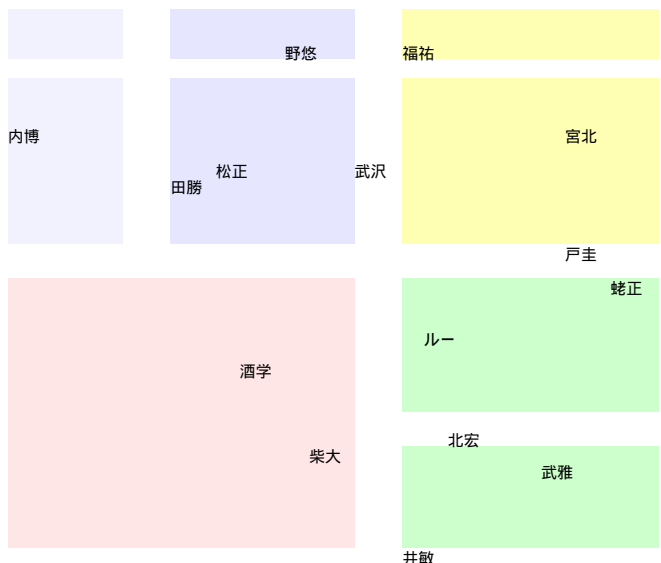 野悠
福祐
内博
宮北
松正
武沢
田勝
戸圭
蛯正
ルー
酒学
北宏
柴大
武雅
井敏